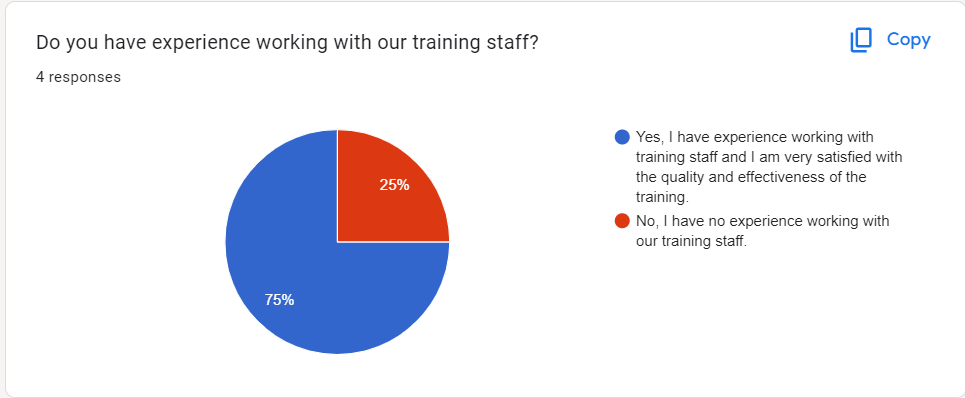 Do you have experience working with our training staff?
Copy
4 responses
25%
75%
Yes, I have experience working with
training staff and I am very satisfied with
the quality and effectiveness of the
training.
No, I have no experience working with
our training staff.